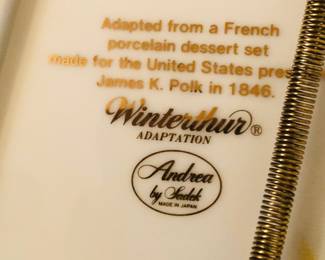 Adapted from a French
porcelain dessert set
made for the United States pres
James K. Polk in 1846.
Winterthur®
ADAPTATION
Andrea
by Sadek
MADE IN JAPAN